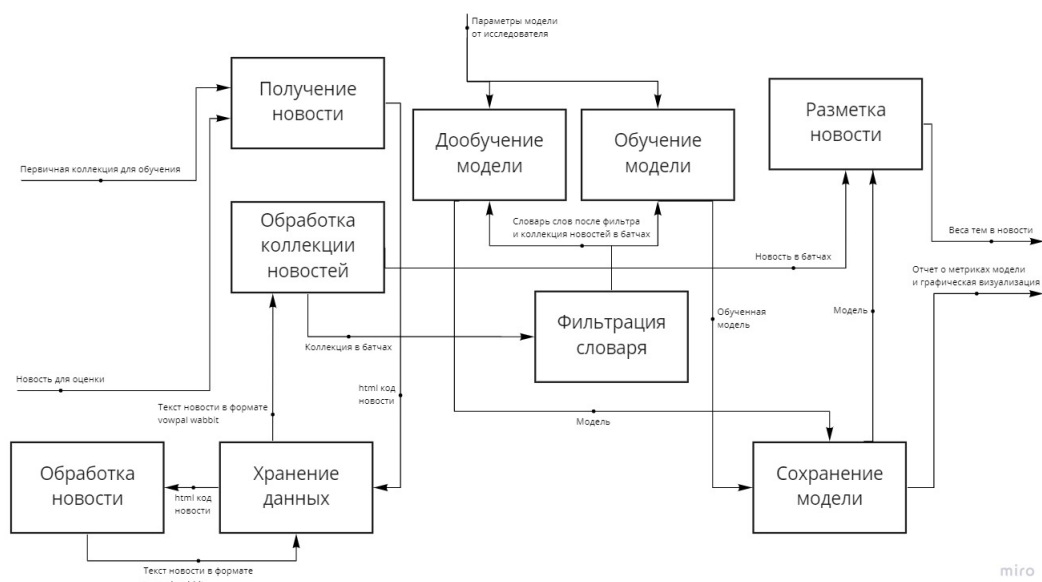 Параметры модели
от исследователя
Получение
новости
Дообучение
модели
Обучение
модели
Разметка
новости
Первичная коллекция для обучения
Обработка
коллекции
новостей
Словарь слов после фильтра
и коллекция новостей в батчах
Веса тем в новости
Новость в батчах
Отчет о метриках модели
и графическая визуализация
Фильтрация
словаря
Обученная
модель
Модель
Коллекция в батчах
Новость для оценки
html код
новости
Текст новости в формате
vowpal wabbit
Модель
Обработка
новости
html код
новости
Хранение
данных
Сохранение
модели
Текст новости в формате
miro